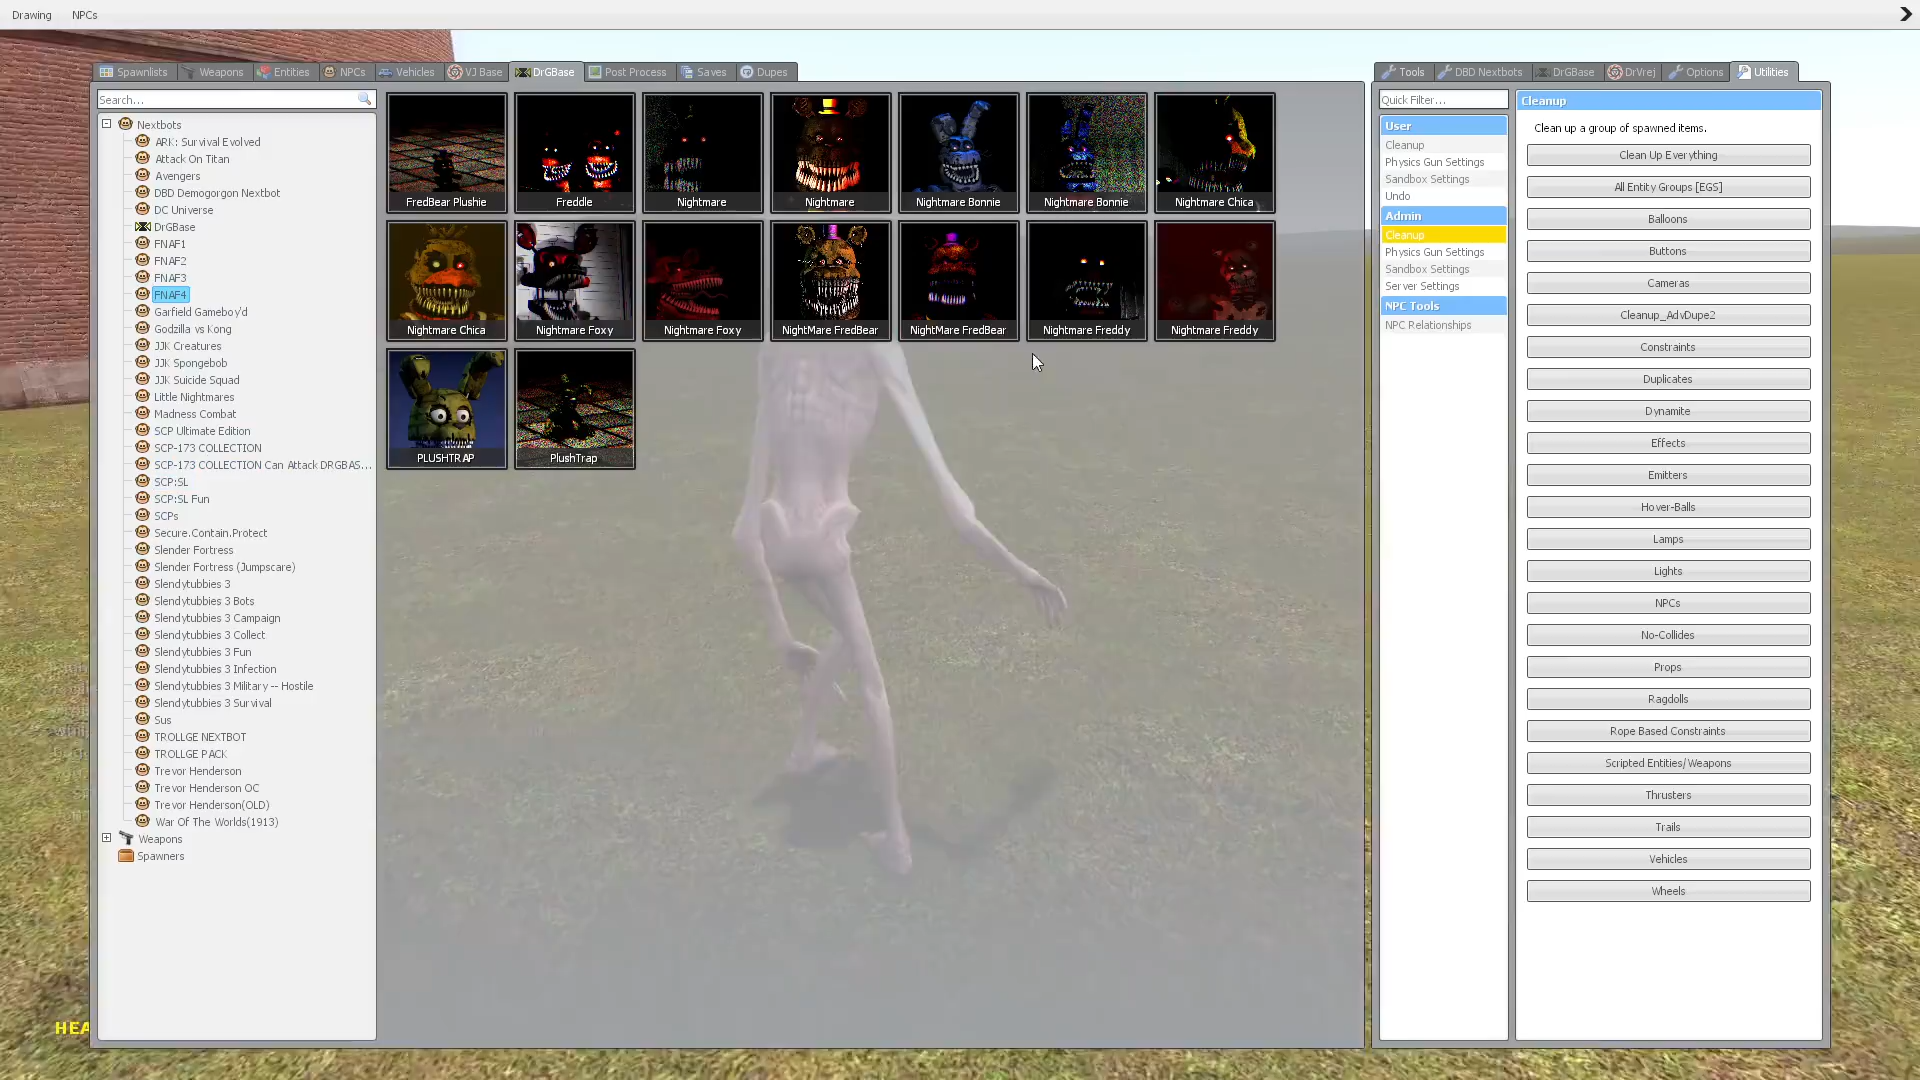 Drawing NPCs
Spawnlists Weapons Entities NPCs Vehicles VJ Base DrGBase Post Process Saves Dupes
Search...
Nextbots
ARK: Survival Evolved
Attack On Titan
Avengers
DBD Demogorgon Nextbot
DC Universe
DrGBase
FNAF1
FNAF2
FNAF3
FNAF4
Garfield Gameboy'd
Godzilla vs Kong
JJK Creatures
JJK Spongebob
JJK Suicide Squad
Little Nightmares
Madness Combat
SCP Ultimate Edition
SCP-173 COLLECTION
SCP-173 COLLECTION Can Attack DRGBAS...
SCP:SL
SCP:SL Fun
SCPs
Secure.Contain.Protect
Slender Fortress
Slender Fortress (Jumpscare)
Slendytubbies 3
Slendytubbies 3 Bots
Slendytubbies 3 Campaign
Slendytubbies 3 Collect
Slendytubbies 3 Fun
Slendytubbies 3 Infection
Slendytubbies 3 Military -- Hostile
Slendytubbies 3 Survival
Sus
TROLLGE NEXTBOT
TROLLGE PACK
Trevor Henderson
Trevor Henderson OC
Trevor Henderson(OLD)
War Of The Worlds(1913)
Weapons
Spawners
FredBear Plushie Freddle Nightmare Nightmare Nightmare Bonnie Nightmare Bonnie Nightmare Chica
Nightmare Chica Nightmare Foxy Nightmare Foxy NightMare FredBear NightMare FredBear Nightmare Freddy Nightmare Freddy
PLUSHTRAP PlushTrap
Tools DBD Nextbots DrGBase DrVrej Options Utilities
Quick Filter...
User
Cleanup
Physics Gun Settings
Sandbox Settings
Undo
Admin
Cleanup
Physics Gun Settings
Sandbox Settings
Server Settings
NPC Tools
NPC Relationships
Cleanup
Clean up a group of spawned items.
Clean Up Everything
All Entity Groups [EGS]
Balloons
Buttons
Cameras
Cleanup_AdvDupe2
Constraints
Duplicates
Dynamite
Effects
Emitters
Hover-Balls
Lamps
Lights
NPCs
No-Collides
Props
Ragdolls
Rope Based Constraints
Scripted Entities/Weapons
Thrusters
Trails
Vehicles
Wheels
HEA